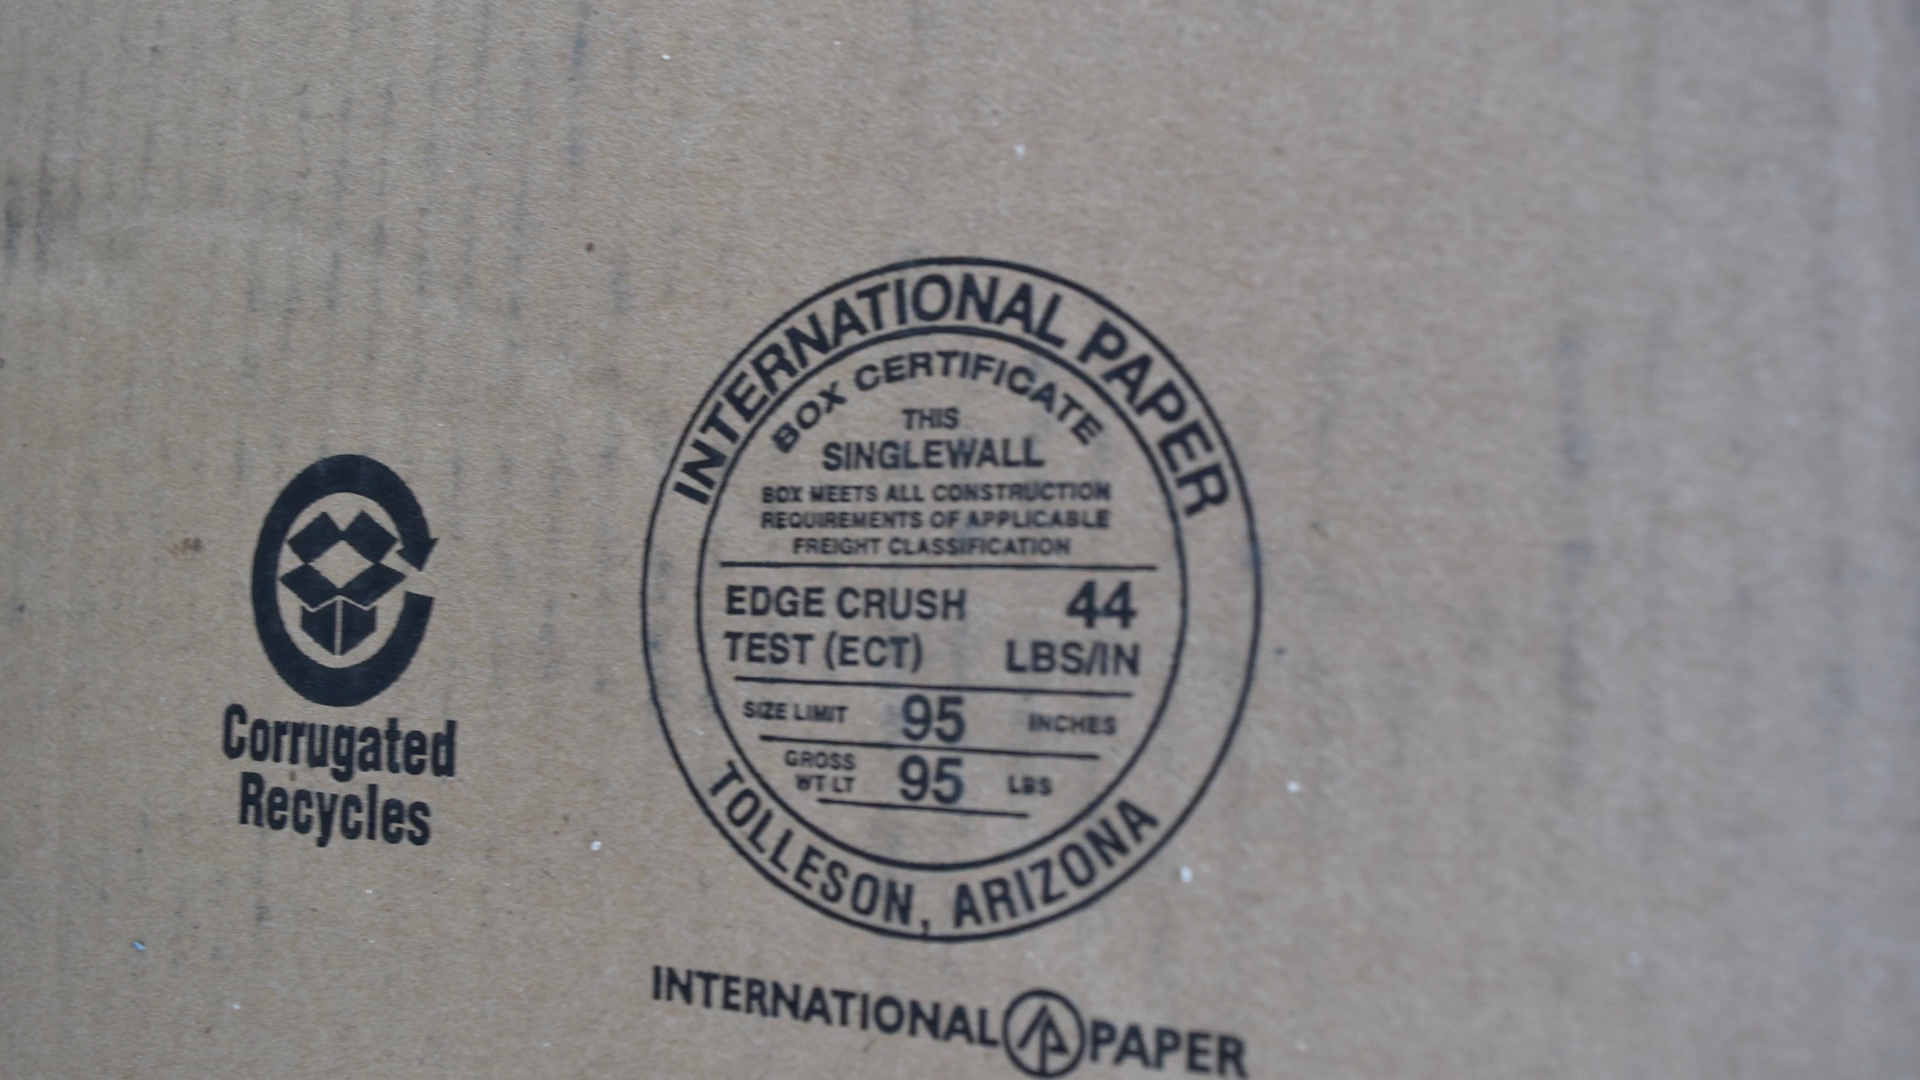 INTERNATIONAL PAPER
BOX CERTIFICATE
THIS
SINGLEWALL
BOX MEETS ALL CONSTRUCTION
REQUIREMENTS OF APPLICABLE
FREIGHT CLASSIFICATION
EDGE CRUSH 44
TEST (ECT) LBS/IN
SIZE LIMIT 95 INCHES
GROSS
WT LT 95 LBS
TOLLESON, ARIZONA
Corrugated
Recycles
INTERNATIONAL PAPER